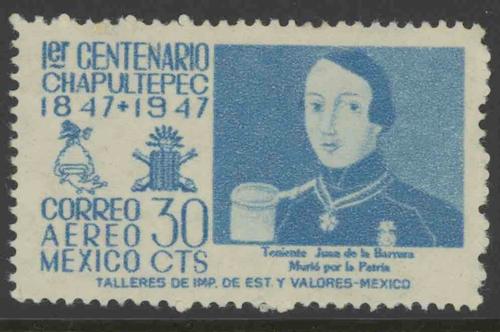 1er CENTENARIO
CHAPULTEPEC
1847+1947
CORREO
AEREO
MEXICO
30
CTS
Teniente Juan de la Barrera
Murió por la Patria
TALLERES DE IMP. DE EST. Y VALORES-MEXICO